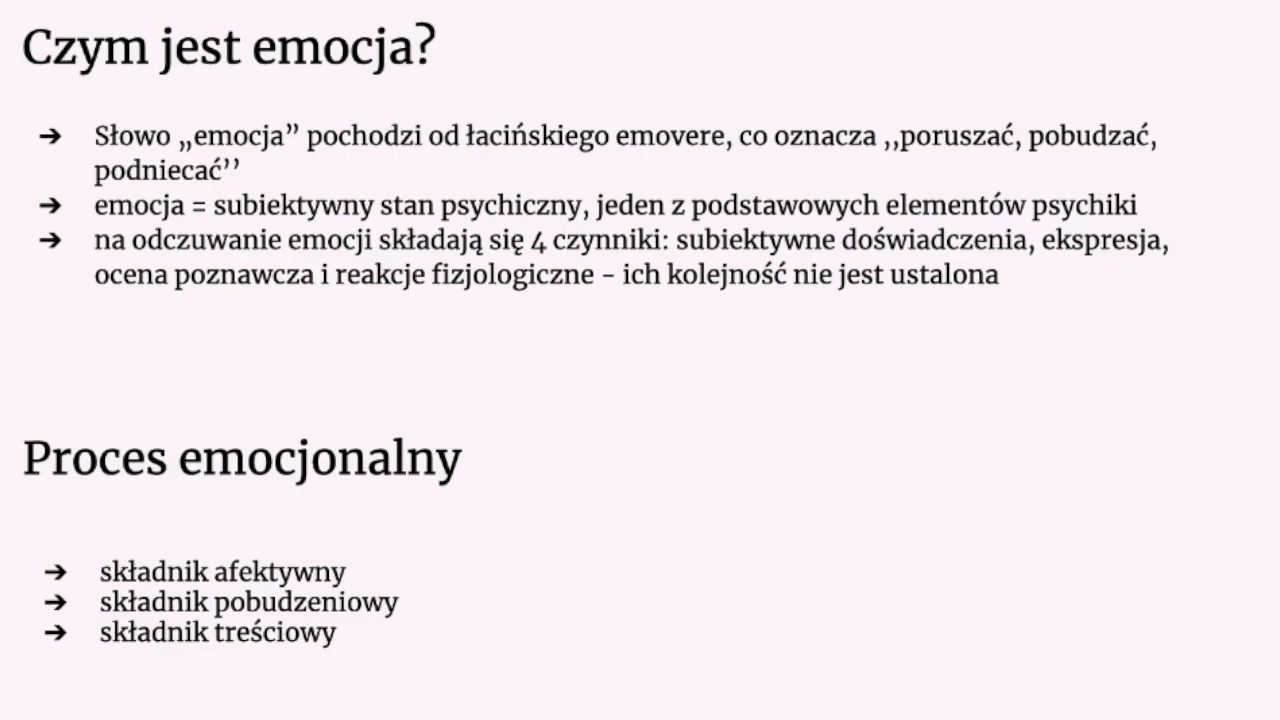 Czym jest emocja?
➔ Słowo „emocja” pochodzi od łacińskiego emovere, co oznacza ,,poruszać, pobudzać,
podniecać’’
➔ emocja = subiektywny stan psychiczny, jeden z podstawowych elementów psychiki
➔ na odczuwanie emocji składają się 4 czynniki: subiektywne doświadczenia, ekspresja,
ocena poznawcza i reakcje fizjologiczne – ich kolejność nie jest ustalona
Proces emocjonalny
➔ składnik afektywny
➔ składnik pobudzeniowy
➔ składnik treściowy